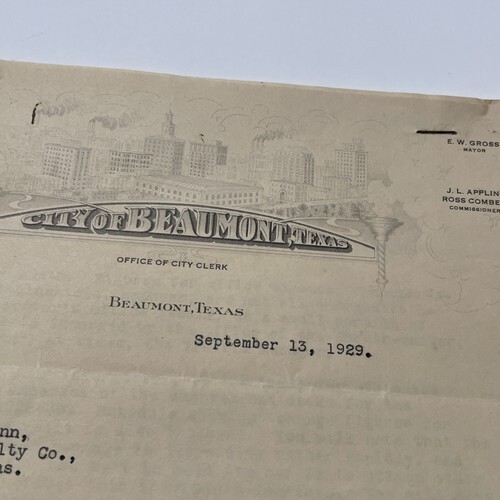 E. W. GROSS
MAYOR
J. L. APPLIN
ROSS COMBE
COMMISSIONER
CITY OF BEAUMONT, TEXAS
OFFICE OF CITY CLERK
BEAUMONT, TEXAS
September 13, 1929.
nn,
lty Co.,
as.